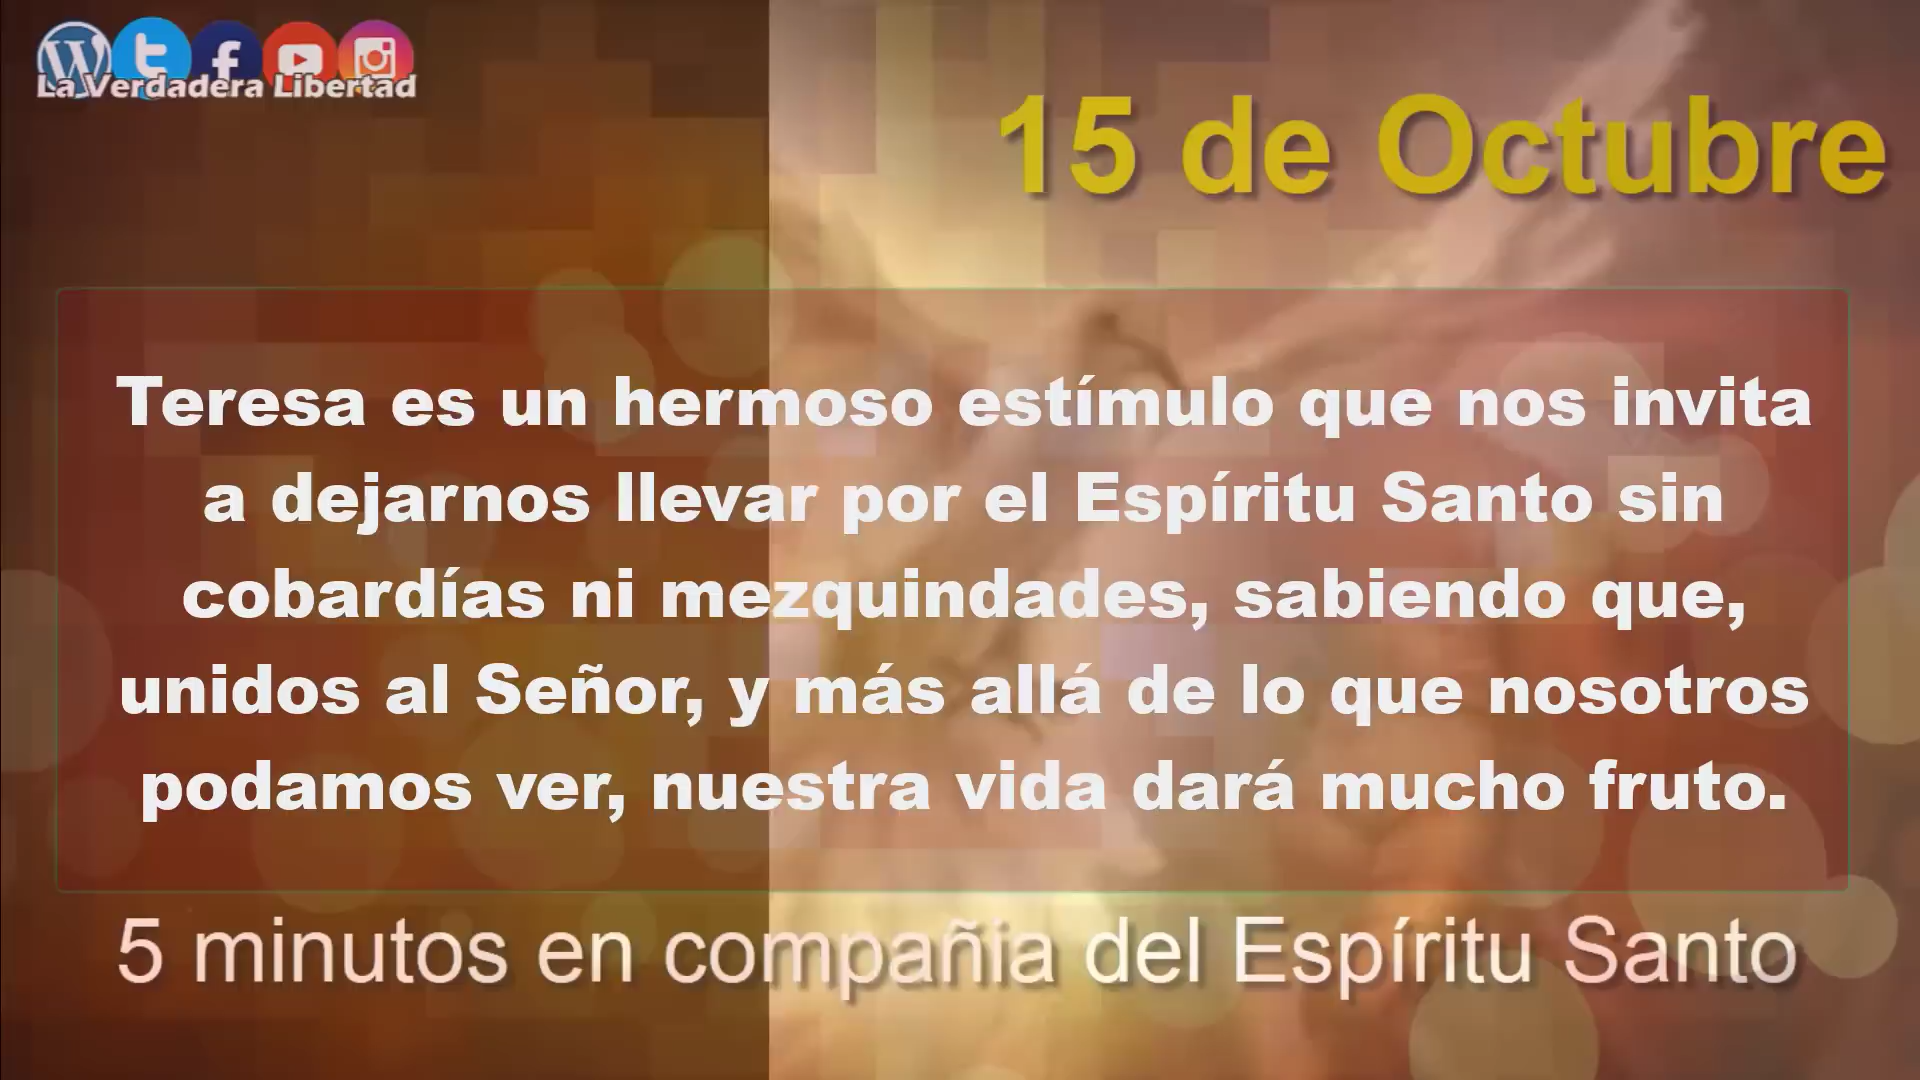 La Verdadera Libertad
15 de Octubre
Teresa es un hermoso estímulo que nos invita
a dejarnos llevar por el Espíritu Santo sin
cobardías ni mezquindades, sabiendo que,
unidos al Señor, y más allá de lo que nosotros
podamos ver, nuestra vida dará mucho fruto.
5 minutos en compañia del Espíritu Santo